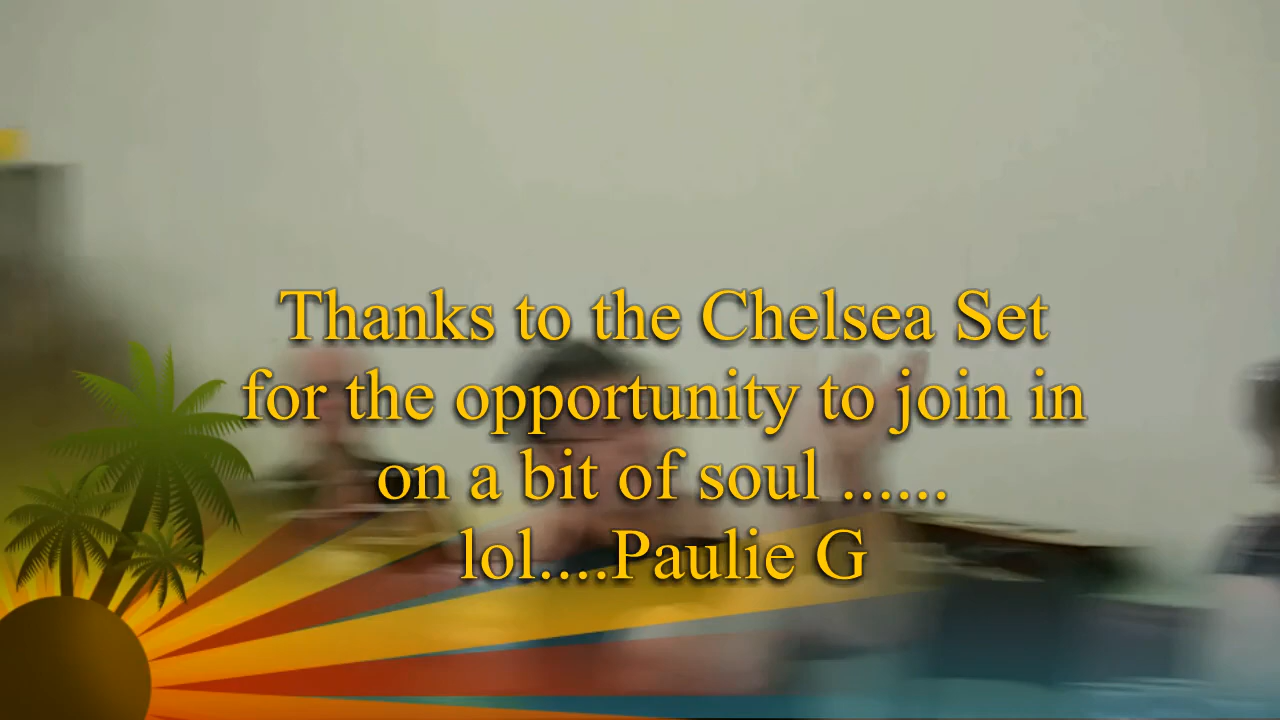 Thanks to the Chelsea Set
for the opportunity to join in
on a bit of soul ......
lol....Paulie G